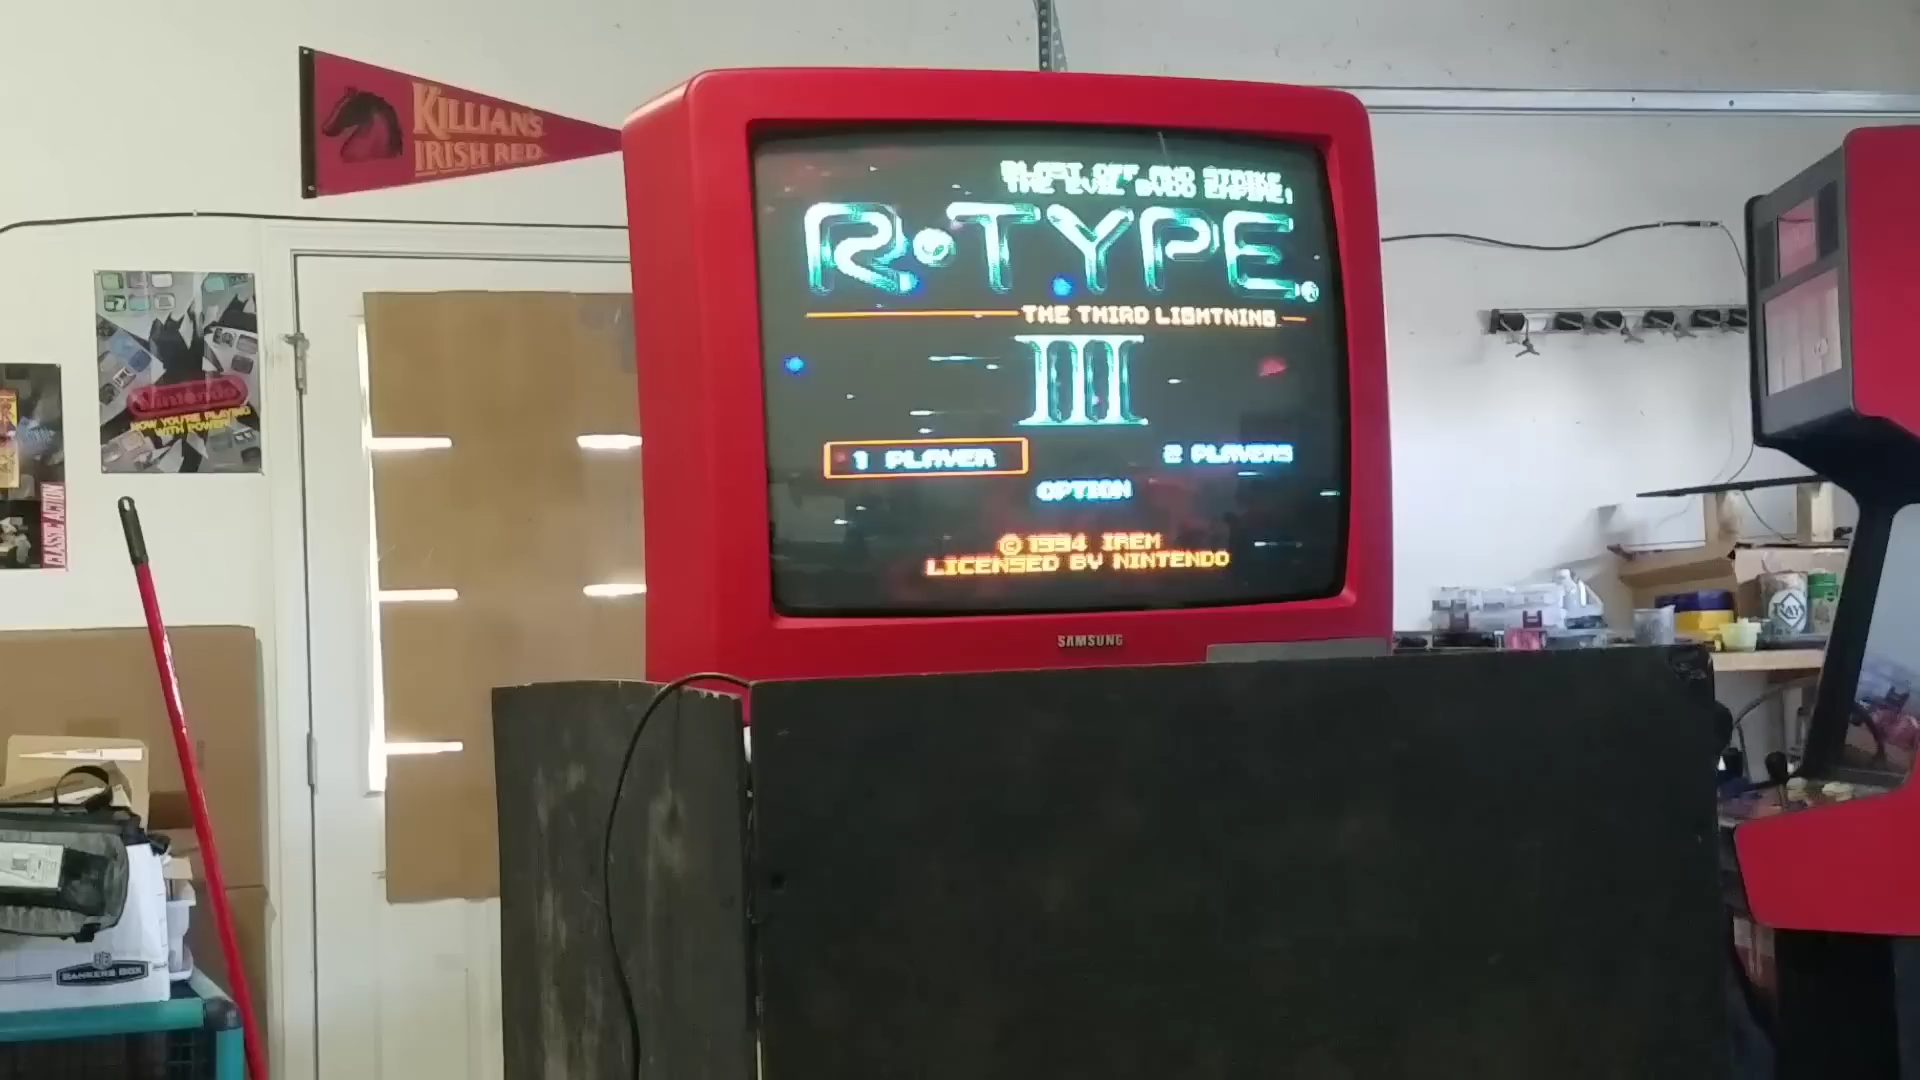 KILLIAN'S
IRISH RED
BLAST OFF AND STRIKE
THE EVIL BYDO EMPIRE!
R·TYPE®
THE THIRD LIGHTNING
III
1 PLAYER
2 PLAYERS
OPTION
© 1994 IREM
LICENSED BY NINTENDO
SAMSUNG
Nintendo
NOW YOU'RE PLAYING
WITH POWER!
CLASSIC ACTION
BANKERS BOX
RAYS